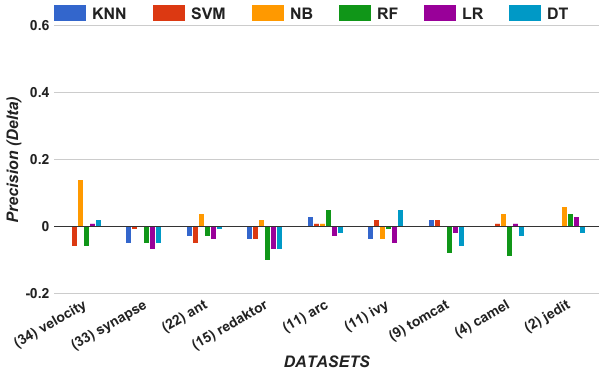 KNN SVM NB RF LR DT
0.6
0.4
0.2
0
-0.2
Precision (Delta)
(34) velocity
(33) synapse
(22) ant
(15) redaktor
(11) arc
(11) ivy
(9) tomcat
(4) camel
(2) jedit
DATASETS